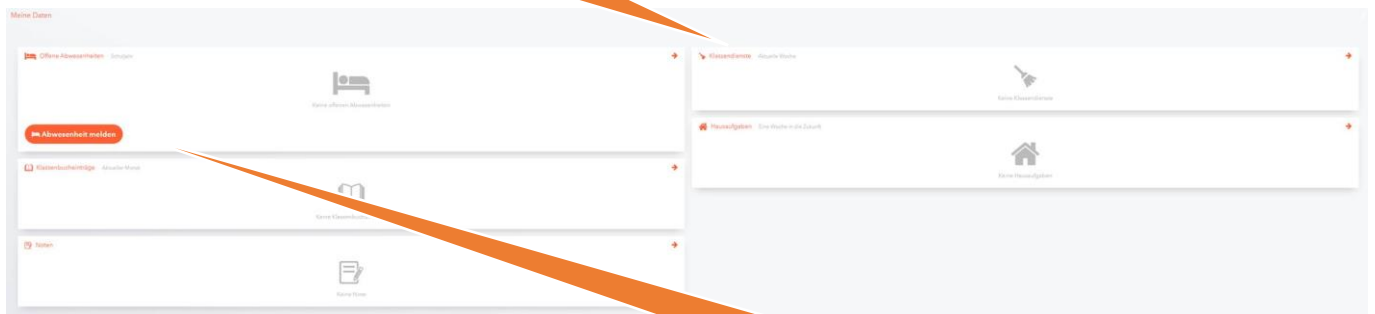 Meine Daten
Offene Abwesenheiten Schuljahr
Keine offenen Abwesenheiten
Abwesenheit melden
Klassenbucheinträge Aktueller Monat
Keine
Noten
Keine Noten
Klassendienste Aktuelle Woche
Keine Klassendienste
Hausaufgaben Eine Woche in die Zukunft
Keine Hausaufgaben